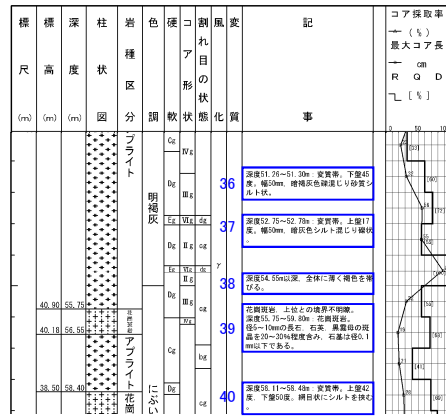 標尺(m)
標高(m)
深度(m)
柱状図
岩種区分
色調
硬軟
コア形状
割れ目の状態
風化
変質
記事
コア採取率
(%)
最大コア長
cm
RQD
[%]
0 50
アプライト
明褐灰
Cg
Ⅳg
Dg
Ⅲg
36
深度51.26~51.30m:変質帯。下盤45
度、幅50mm、暗褐灰色礫混じり砂質シ
ルト状。
Eg Ⅵg dg
37
深度52.75~52.78m:変質帯。上盤17
度、幅60mm、暗灰色シルト混じり礫状
。
Dg Ⅱg cg
γ
Eg Ⅵg dc
Ⅱg
38
深度54.55m以深、全体に薄く褐色を帯
びる。
Dg Ⅲg cg
40.90 55.75
花崗斑岩
Ⅳg
39
花崗斑岩。上位との境界不明瞭。
深度55.75~59.80m:花崗斑岩。
径5~10mmの長石、石英、黒雲母の斑
晶を20~30%程度含み、石基は径0.1
mm以下である。
40.18 56.55
アプライト
Cg
bg
にぶい
38.50 58.40
花崗
Dg
cg
40
深度58.11~58.48m:変質帯。上盤42
度、下盤50度。網目状にシルトを挟む
。
[33]
[60]
[72]
[53]
[63]
[41]